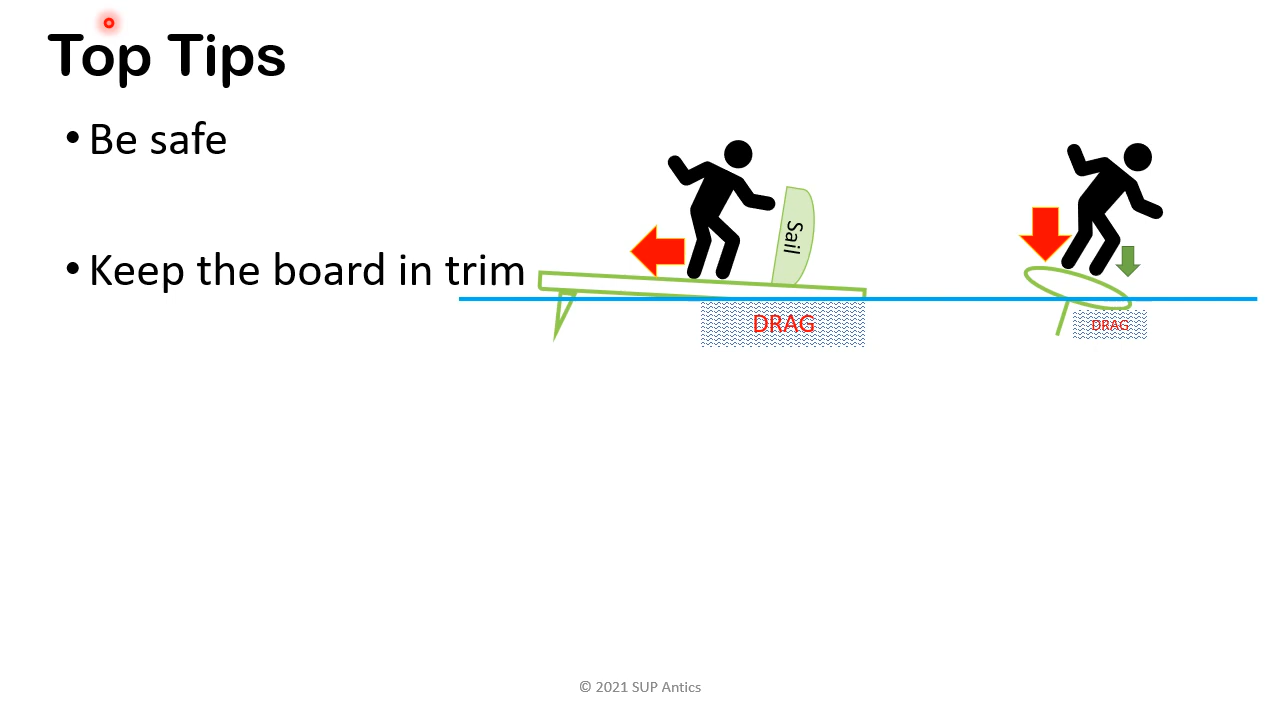 Top Tips
• Be safe
• Keep the board in trim
Sail
DRAG
DRAG
© 2021 SUP Antics